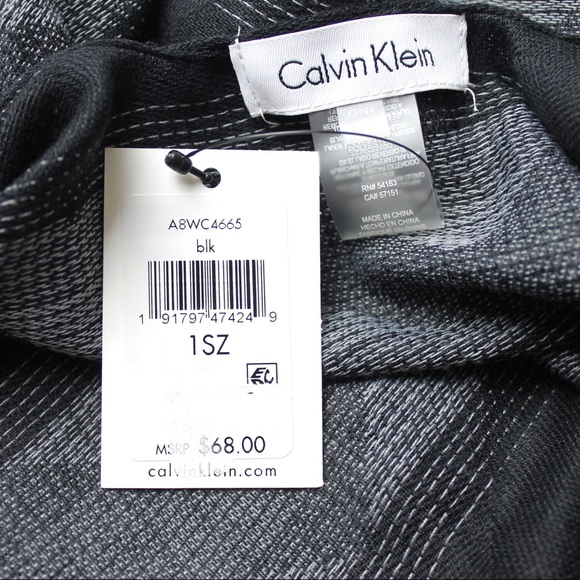 Calvin Klein
ONE
RN# 54163
CA# 57151
MADE IN CHINA
HECHO EN CHINA
A8WC4665
blk
1 91797 47424 9
1SZ
MSRP $68.00
calvinklein.com